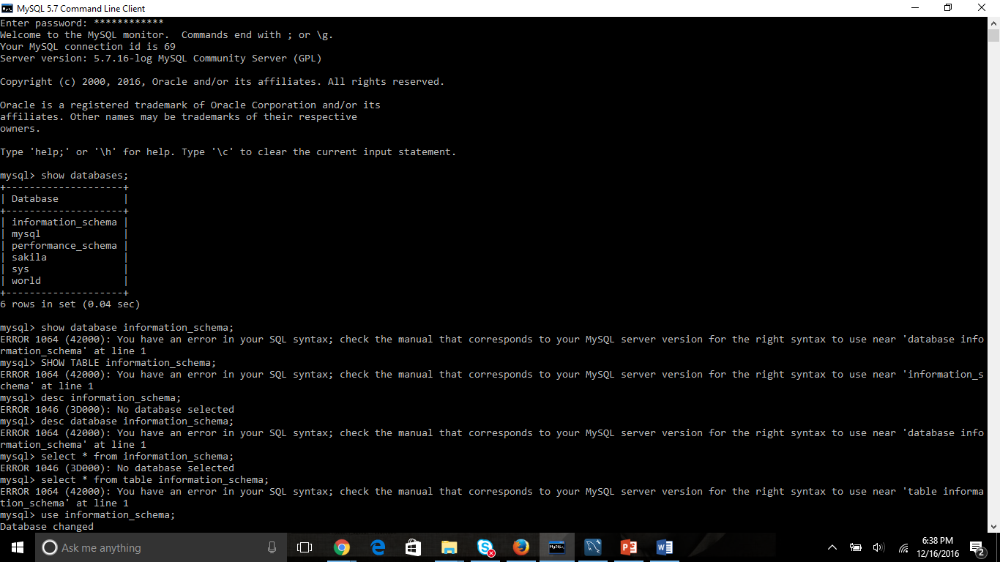 MySQL 5.7 Command Line Client
Enter password: ************
Welcome to the MySQL monitor.  Commands end with ; or \g.
Your MySQL connection id is 69
Server version: 5.7.16-log MySQL Community Server (GPL)
Copyright (c) 2000, 2016, Oracle and/or its affiliates. All rights reserved.
Oracle is a registered trademark of Oracle Corporation and/or its
affiliates. Other names may be trademarks of their respective
owners.
Type 'help;' or '\h' for help. Type '\c' to clear the current input statement.
mysql> show databases;
+--------------------+
| Database           |
+--------------------+
| information_schema |
| mysql              |
| performance_schema |
| sakila             |
| sys                |
| world              |
+--------------------+
6 rows in set (0.04 sec)
mysql> show database information_schema;
ERROR 1064 (42000): You have an error in your SQL syntax; check the manual that corresponds to your MySQL server version for the right syntax to use near 'database info
rmation_schema' at line 1
mysql> SHOW TABLE information_schema;
ERROR 1064 (42000): You have an error in your SQL syntax; check the manual that corresponds to your MySQL server version for the right syntax to use near 'information_s
chema' at line 1
mysql> desc information_schema;
ERROR 1046 (3D000): No database selected
mysql> desc database information_schema;
ERROR 1064 (42000): You have an error in your SQL syntax; check the manual that corresponds to your MySQL server version for the right syntax to use near 'database info
rmation_schema' at line 1
mysql> select * from information_schema;
ERROR 1046 (3D000): No database selected
mysql> select * from table information_schema;
ERROR 1064 (42000): You have an error in your SQL syntax; check the manual that corresponds to your MySQL server version for the right syntax to use near 'table informa
tion_schema' at line 1
mysql> use information_schema;
Database changed
Ask me anything
6:38 PM
12/16/2016
2